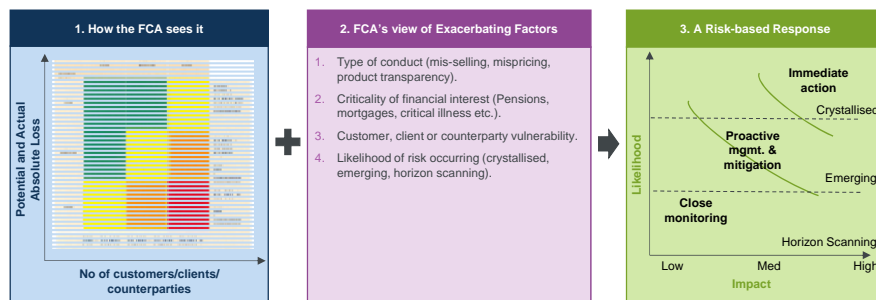 1. How the FCA sees it
Potential and Actual
Absolute Loss
No of customers/clients/
counterparties
2. FCA's view of Exacerbating Factors
1. Type of conduct (mis-selling, mispricing,
product transparency).
2. Criticality of financial interest (Pensions,
mortgages, critical illness etc.).
3. Customer, client or counterparty vulnerability.
4. Likelihood of risk occurring (crystallised,
emerging, horizon scanning).
3. A Risk-based Response
Likelihood
Immediate
action
Crystallised
Proactive
mgmt. &
mitigation
Emerging
Close
monitoring
Horizon Scanning
Low Med High
Impact